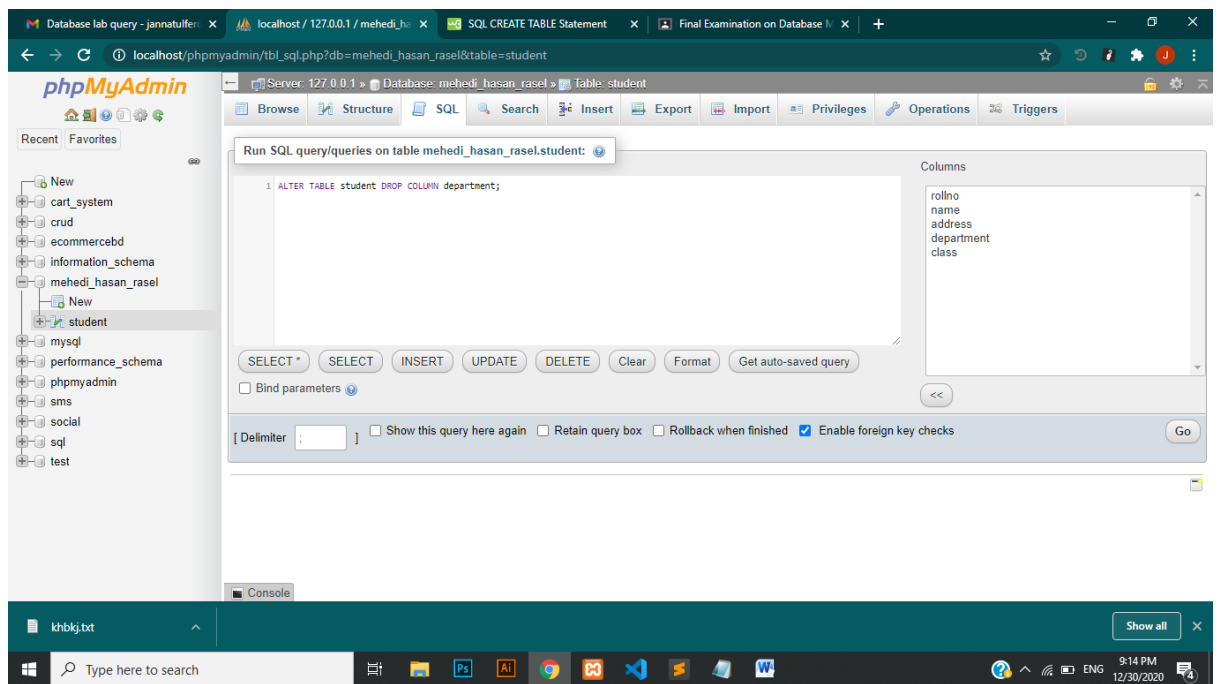 Database lab query - jannatulferc
localhost / 127.0.0.1 / mehedi_ha
SQL CREATE TABLE Statement
Final Examination on Database M
localhost/phpmyadmin/tbl_sql.php?db=mehedi_hasan_rasel&table=student
J
phpMyAdmin
Recent Favorites
New
cart_system
crud
ecommercebd
information_schema
mehedi_hasan_rasel
New
student
mysql
performance_schema
phpmyadmin
sms
social
sql
test
Server: 127.0.0.1 » Database: mehedi_hasan_rasel » Table: student
Browse Structure SQL Search Insert Export Import Privileges Operations Triggers
Run SQL query/queries on table mehedi_hasan_rasel.student:
1 ALTER TABLE student DROP COLUMN department;
Columns
rollno
name
address
department
class
SELECT * SELECT INSERT UPDATE DELETE Clear Format Get auto-saved query
Bind parameters
<<
[ Delimiter ; ] Show this query here again Retain query box Rollback when finished Enable foreign key checks Go
Console
khbkj.txt
Show all
Type here to search
Ps
Ai
W
ENG
9:14 PM
12/30/2020
4